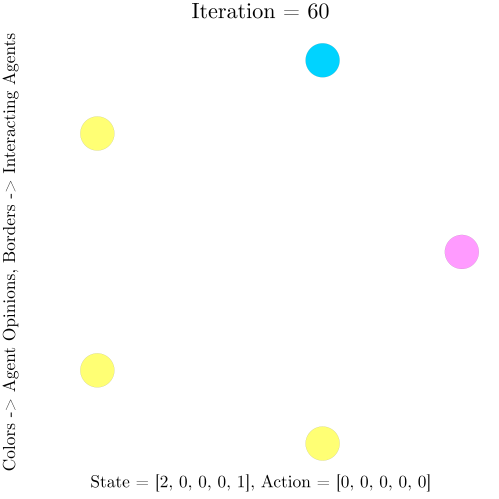 Iteration = 60
Colors -> Agent Opinions, Borders -> Interacting Agents
State = [2, 0, 0, 0, 1], Action = [0, 0, 0, 0, 0]